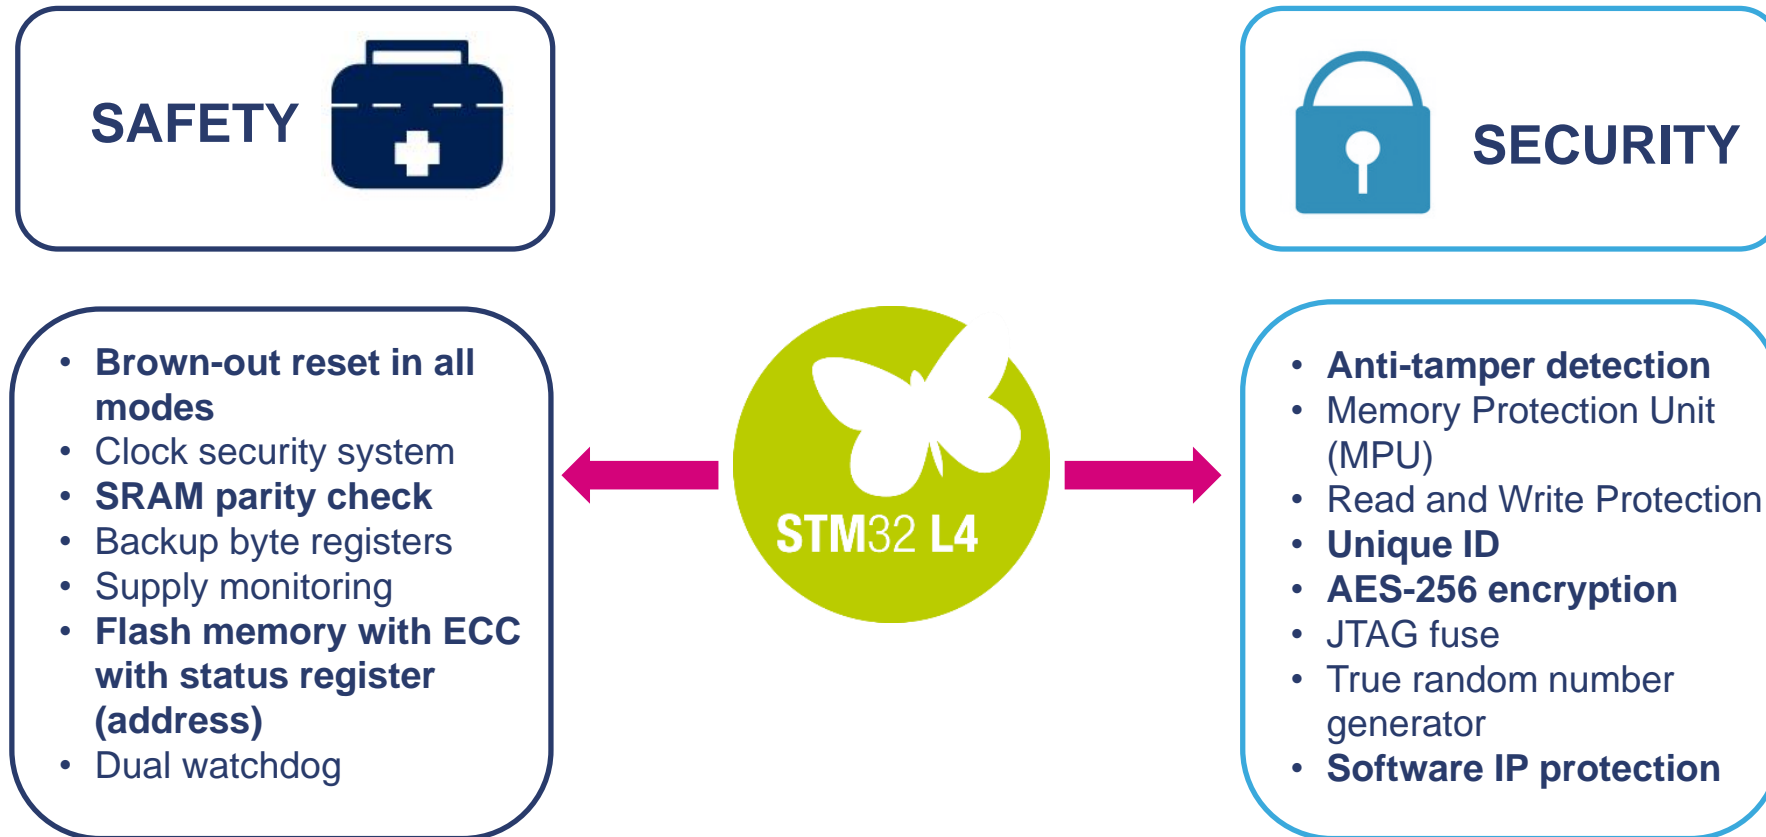 SAFETY
SECURITY
• Brown-out reset in all
modes
• Clock security system
• SRAM parity check
• Backup byte registers
• Supply monitoring
• Flash memory with ECC
with status register
(address)
• Dual watchdog
STM32 L4
• Anti-tamper detection
• Memory Protection Unit
(MPU)
• Read and Write Protection
• Unique ID
• AES-256 encryption
• JTAG fuse
• True random number
generator
• Software IP protection